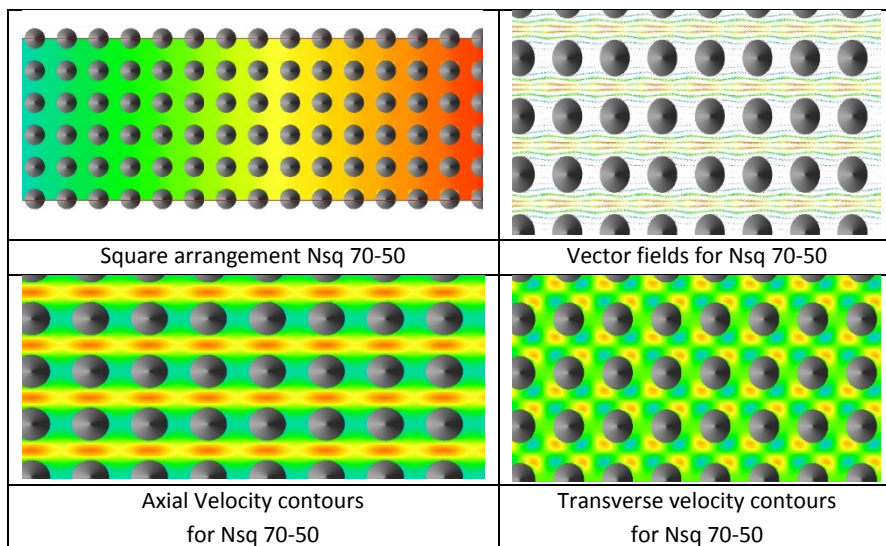 Square arrangement Nsq 70-50
Vector fields for Nsq 70-50
Axial Velocity contours
for Nsq 70-50
Transverse velocity contours
for Nsq 70-50